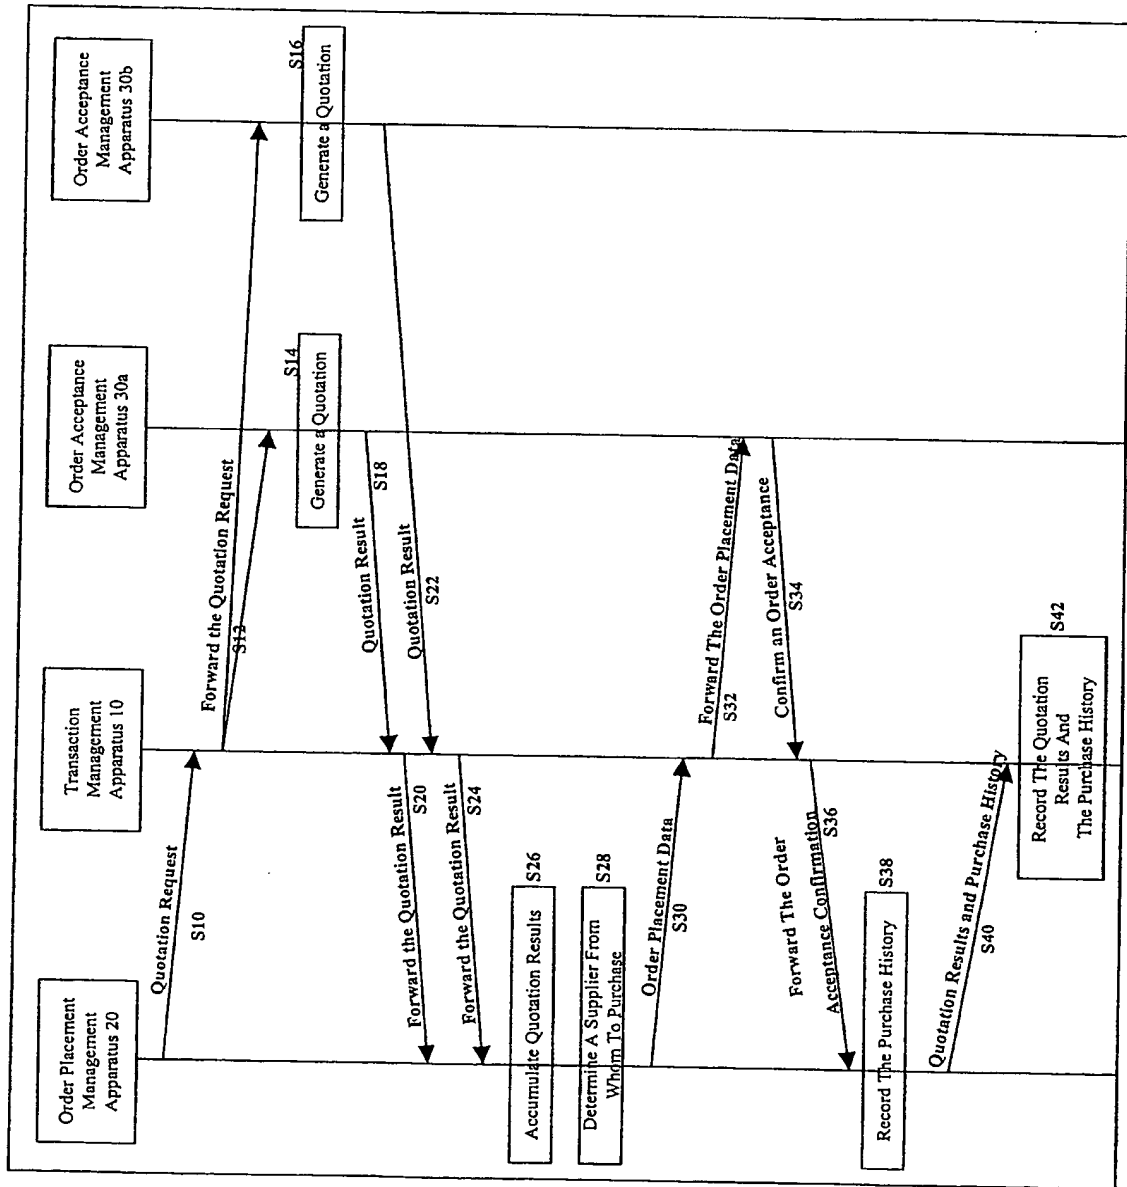 Order Placement
Management
Apparatus 20
Transaction
Management
Apparatus 10
Order Acceptance
Management
Apparatus 30a
Order Acceptance
Management
Apparatus 30b
Quotation Request
S10
Forward the Quotation Request
S12
S14
Generate a Quotation
S16
Generate a Quotation
Quotation Result
S18
Forward the Quotation Result
S20
Quotation Result
S22
Forward the Quotation Result
S24
Accumulate Quotation Results
S26
Determine A Supplier From
Whom To Purchase
S28
Order Placement Data
S30
Forward The Order Placement Data
S32
Confirm an Order Acceptance
S34
Forward The Order
Acceptance Confirmation
S36
Record The Purchase History
S38
Quotation Results and Purchase History
S40
Record The Quotation
Results And
The Purchase History
S42